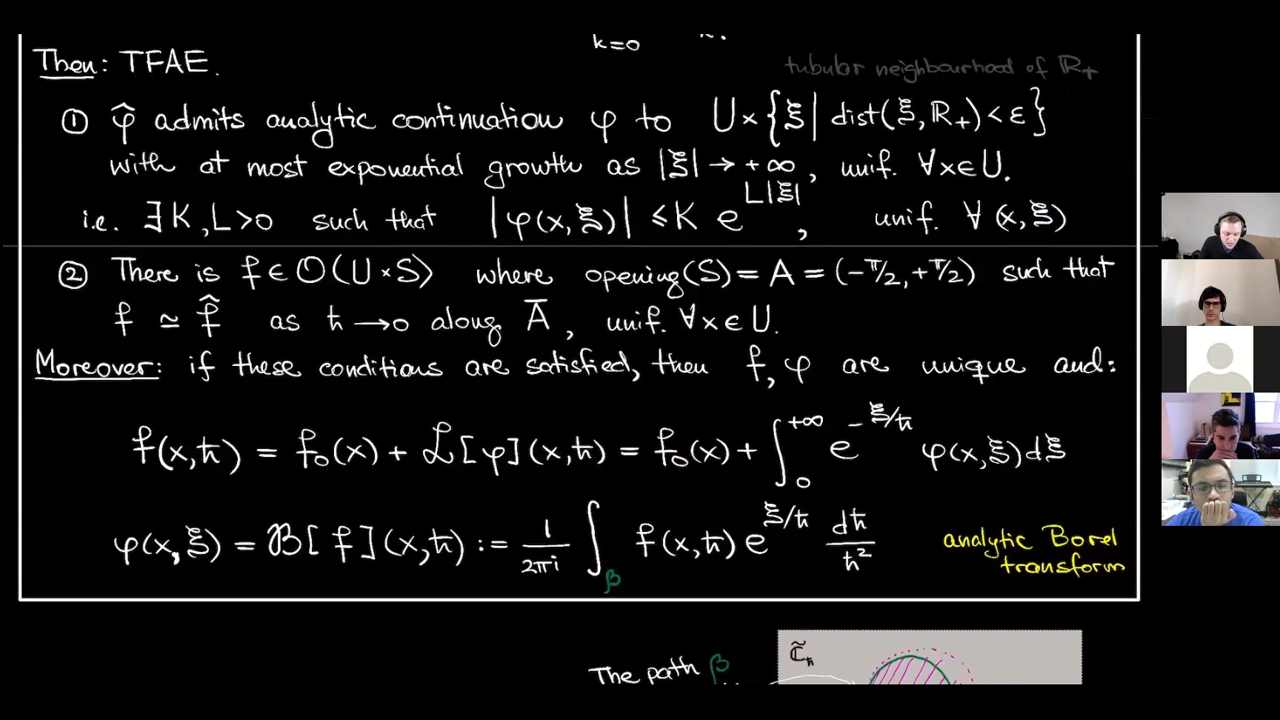 k=0 k!
Then: TFAE.
tubular neighbourhood of ℝ₊
① φ̂ admits analytic continuation φ to U × {ξ | dist(ξ, ℝ₊) < ε}
with at most exponential growth as |ξ| → +∞, unif. ∀x∈U.
i.e. ∃K, L>0 such that |φ(x,ξ)| ≤ K e^{L|ξ|}, unif. ∀(x,ξ)
② There is f ∈ O(U×S) where opening(S) = A = (-π/2, +π/2) such that
f ≃ f̂ as ħ → 0 along Ā, unif. ∀x∈U.
Moreover: if these conditions are satisfied, then f, φ are unique and:
f(x,ħ) = f₀(x) + ℒ[φ](x,ħ) = f₀(x) + ∫₀^{+∞} e^{-ξ/ħ} φ(x,ξ)dξ
φ(x,ξ) = ℬ[f](x,ħ) := 1/2πi ∫_β f(x,ħ) e^{ξ/ħ} dħ/ħ²
analytic Borel
transform
The path β
ℂ̃_ħ